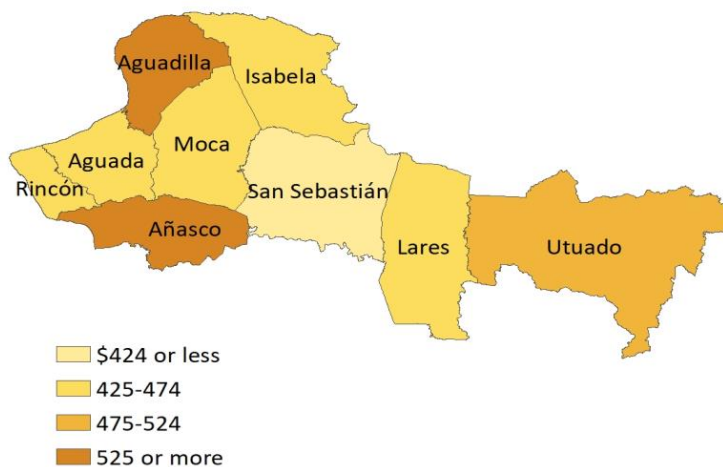 Aguadilla
Isabela
Moca
Aguada
Rincón
San Sebastián
Añasco
Lares
Utuado
$424 or less
425-474
475-524
525 or more